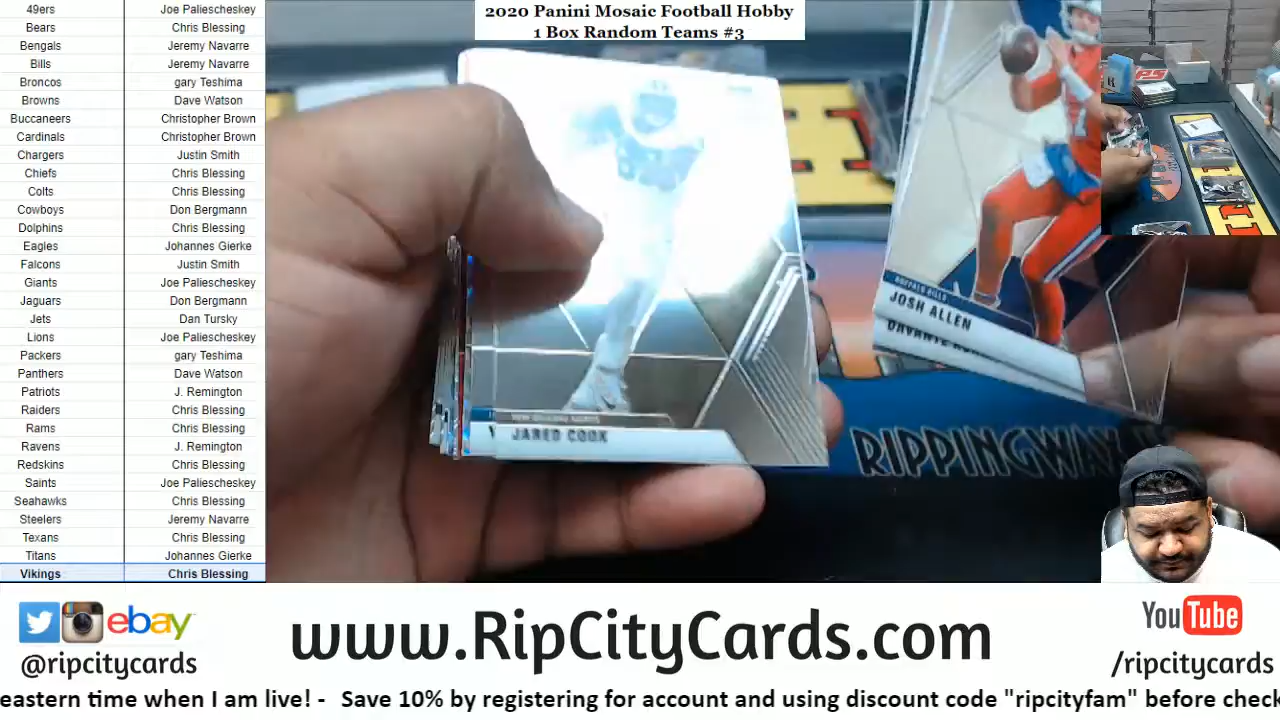 2020 Panini Mosaic Football Hobby
1 Box Random Teams #3
49ers Joe Paliescheskey
Bears Chris Blessing
Bengals Jeremy Navarre
Bills Jeremy Navarre
Broncos gary Teshima
Browns Dave Watson
Buccaneers Christopher Brown
Cardinals Christopher Brown
Chargers Justin Smith
Chiefs Chris Blessing
Colts Chris Blessing
Cowboys Don Bergmann
Dolphins Chris Blessing
Eagles Johannes Gierke
Falcons Justin Smith
Giants Joe Paliescheskey
Jaguars Don Bergmann
Jets Dan Tursky
Lions Joe Paliescheskey
Packers gary Teshima
Panthers Dave Watson
Patriots J. Remington
Raiders Chris Blessing
Rams Chris Blessing
Ravens J. Remington
Redskins Chris Blessing
Saints Joe Paliescheskey
Seahawks Chris Blessing
Steelers Jeremy Navarre
Texans Chris Blessing
Titans Johannes Gierke
Vikings Chris Blessing
BUFFALO BILLS
JOSH ALLEN
DAVANTE
NEW ORLEANS SAINTS
JARED COOK
RIPPINGWAX
ebay
@ripcitycards
www.RipCityCards.com
YouTube
/ripcitycards
eastern time when I am live! - Save 10% by registering for account and using discount code "ripcityfam" before check